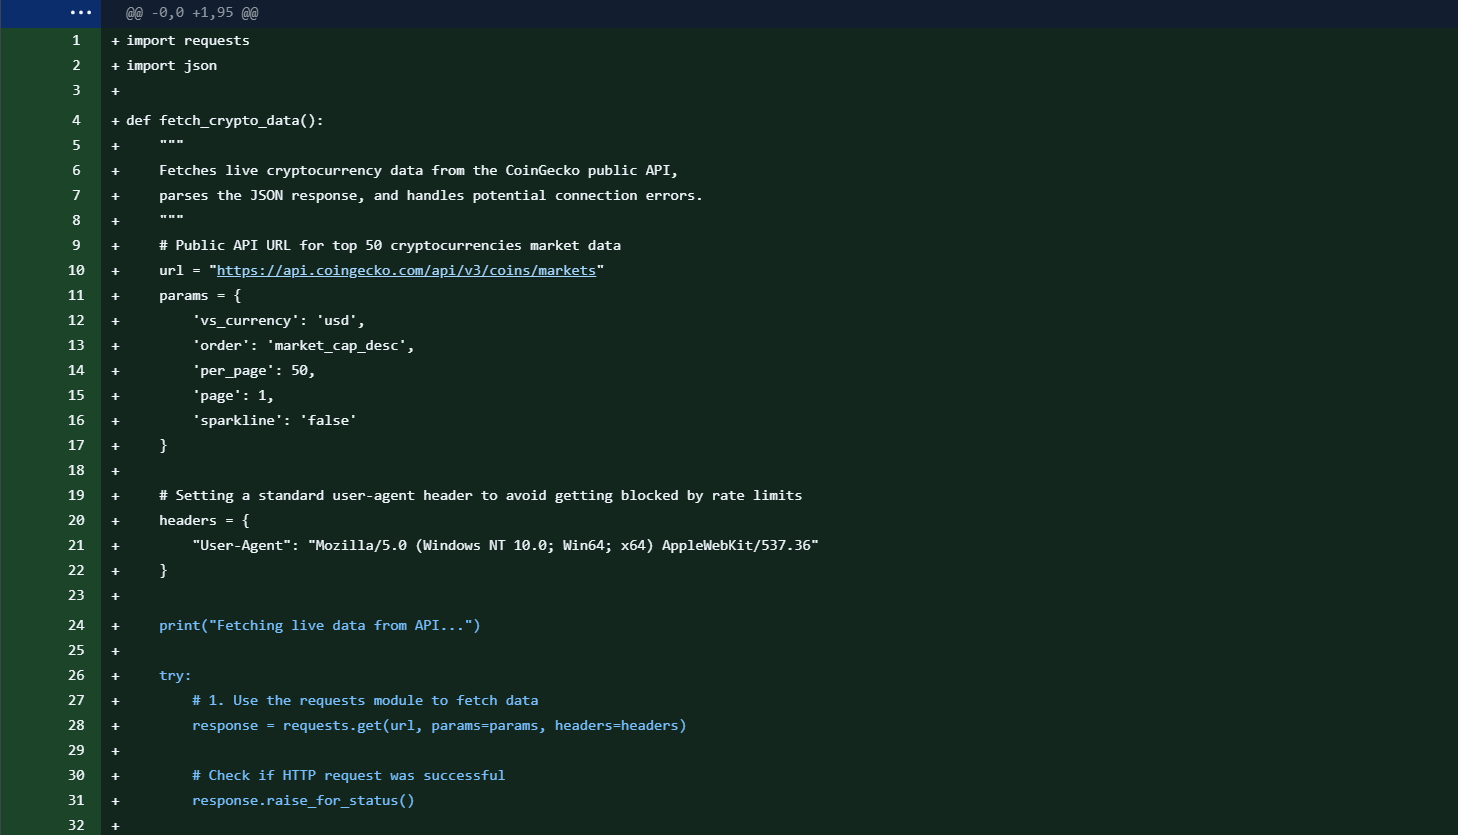 ••• @@ -0,0 +1,95 @@
1 + import requests
2 + import json
3 +
4 + def fetch_crypto_data():
5 +     """
6 +     Fetches live cryptocurrency data from the CoinGecko public API,
7 +     parses the JSON response, and handles potential connection errors.
8 +     """
9 +     # Public API URL for top 50 cryptocurrencies market data
10 +     url = "https://api.coingecko.com/api/v3/coins/markets"
11 +     params = {
12 +         'vs_currency': 'usd',
13 +         'order': 'market_cap_desc',
14 +         'per_page': 50,
15 +         'page': 1,
16 +         'sparkline': 'false'
17 +     }
18 +
19 +     # Setting a standard user-agent header to avoid getting blocked by rate limits
20 +     headers = {
21 +         "User-Agent": "Mozilla/5.0 (Windows NT 10.0; Win64; x64) AppleWebKit/537.36"
22 +     }
23 +
24 +     print("Fetching live data from API...")
25 +
26 +     try:
27 +         # 1. Use the requests module to fetch data
28 +         response = requests.get(url, params=params, headers=headers)
29 +
30 +         # Check if HTTP request was successful
31 +         response.raise_for_status()
32 +